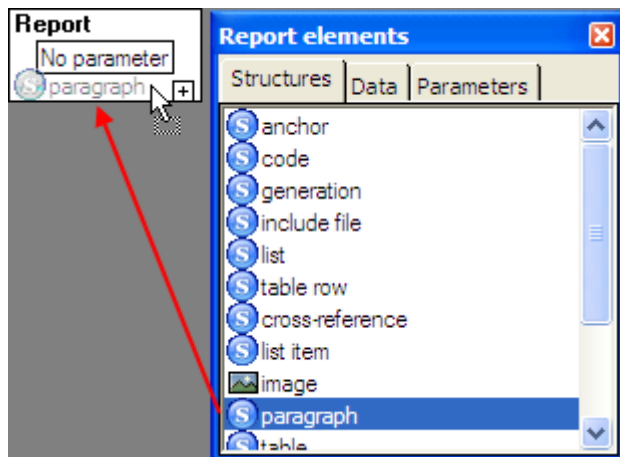 Report
No parameter
paragraph
Report elements
Structures
Data
Parameters
anchor
code
generation
include file
list
table row
cross-reference
list item
image
paragraph
table